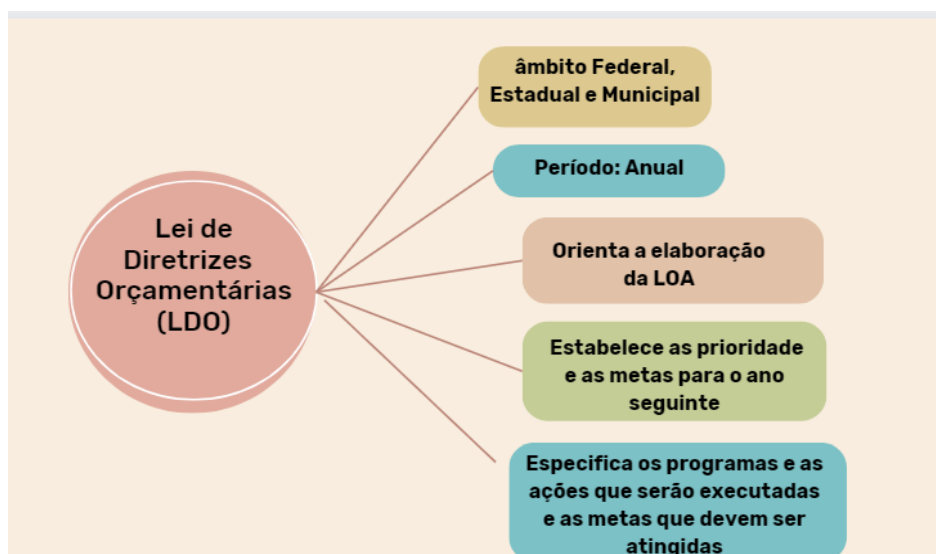 Lei de
Diretrizes
Orçamentárias
(LDO)
âmbito Federal,
Estadual e Municipal
Período: Anual
Orienta a elaboração
da LOA
Estabelece as prioridade
e as metas para o ano
seguinte
Especifica os programas e as
ações que serão executadas
e as metas que devem ser
atingidas